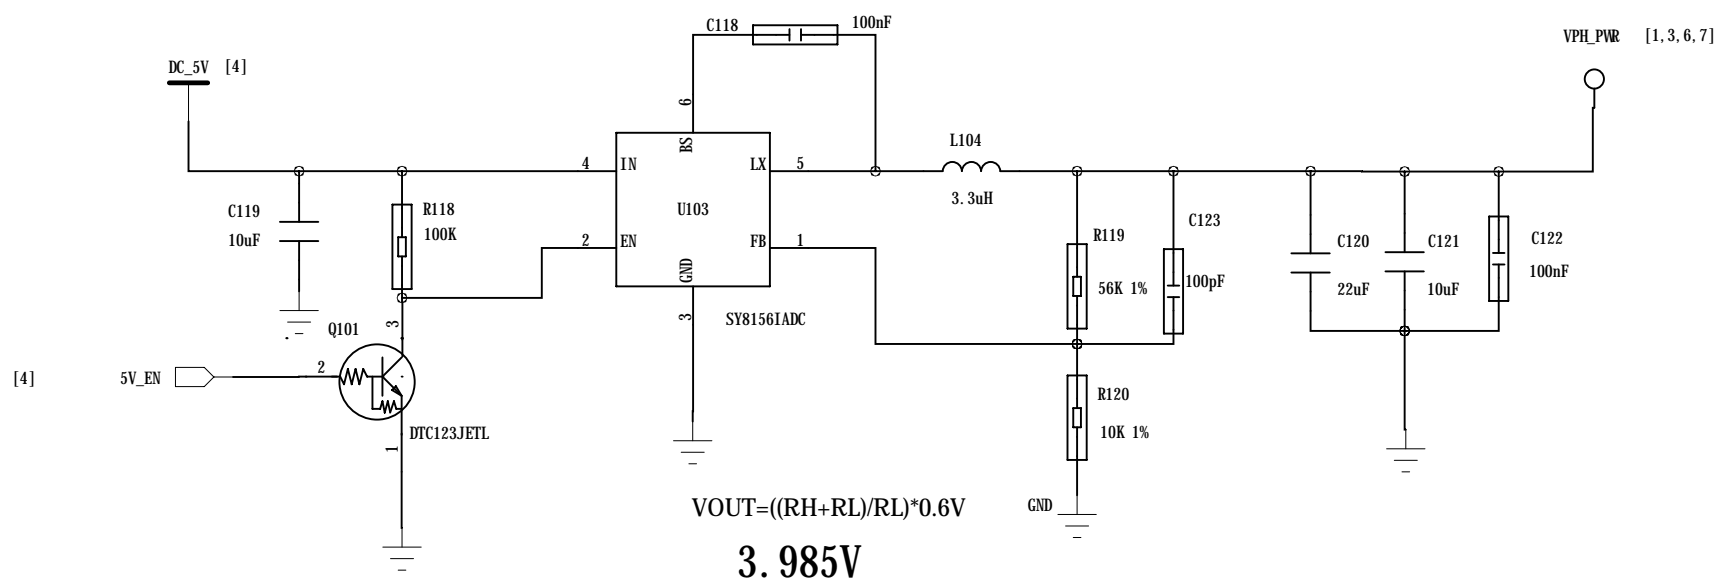 C118
100nF
VPH_PWR [1,3,6,7]
DC_5V [4]
6
BS
4
IN
LX
5
L104
3.3uH
C119
10uF
R118
100K
U103
2
EN
FB
1
GND
3
SY8156IADC
R119
56K 1%
C123
100pF
C120
22uF
C121
10uF
C122
100nF
Q101
3
[4]
5V_EN
2
DTC123JETL
1
R120
10K 1%
GND
VOUT=((RH+RL)/RL)*0.6V
3.985V